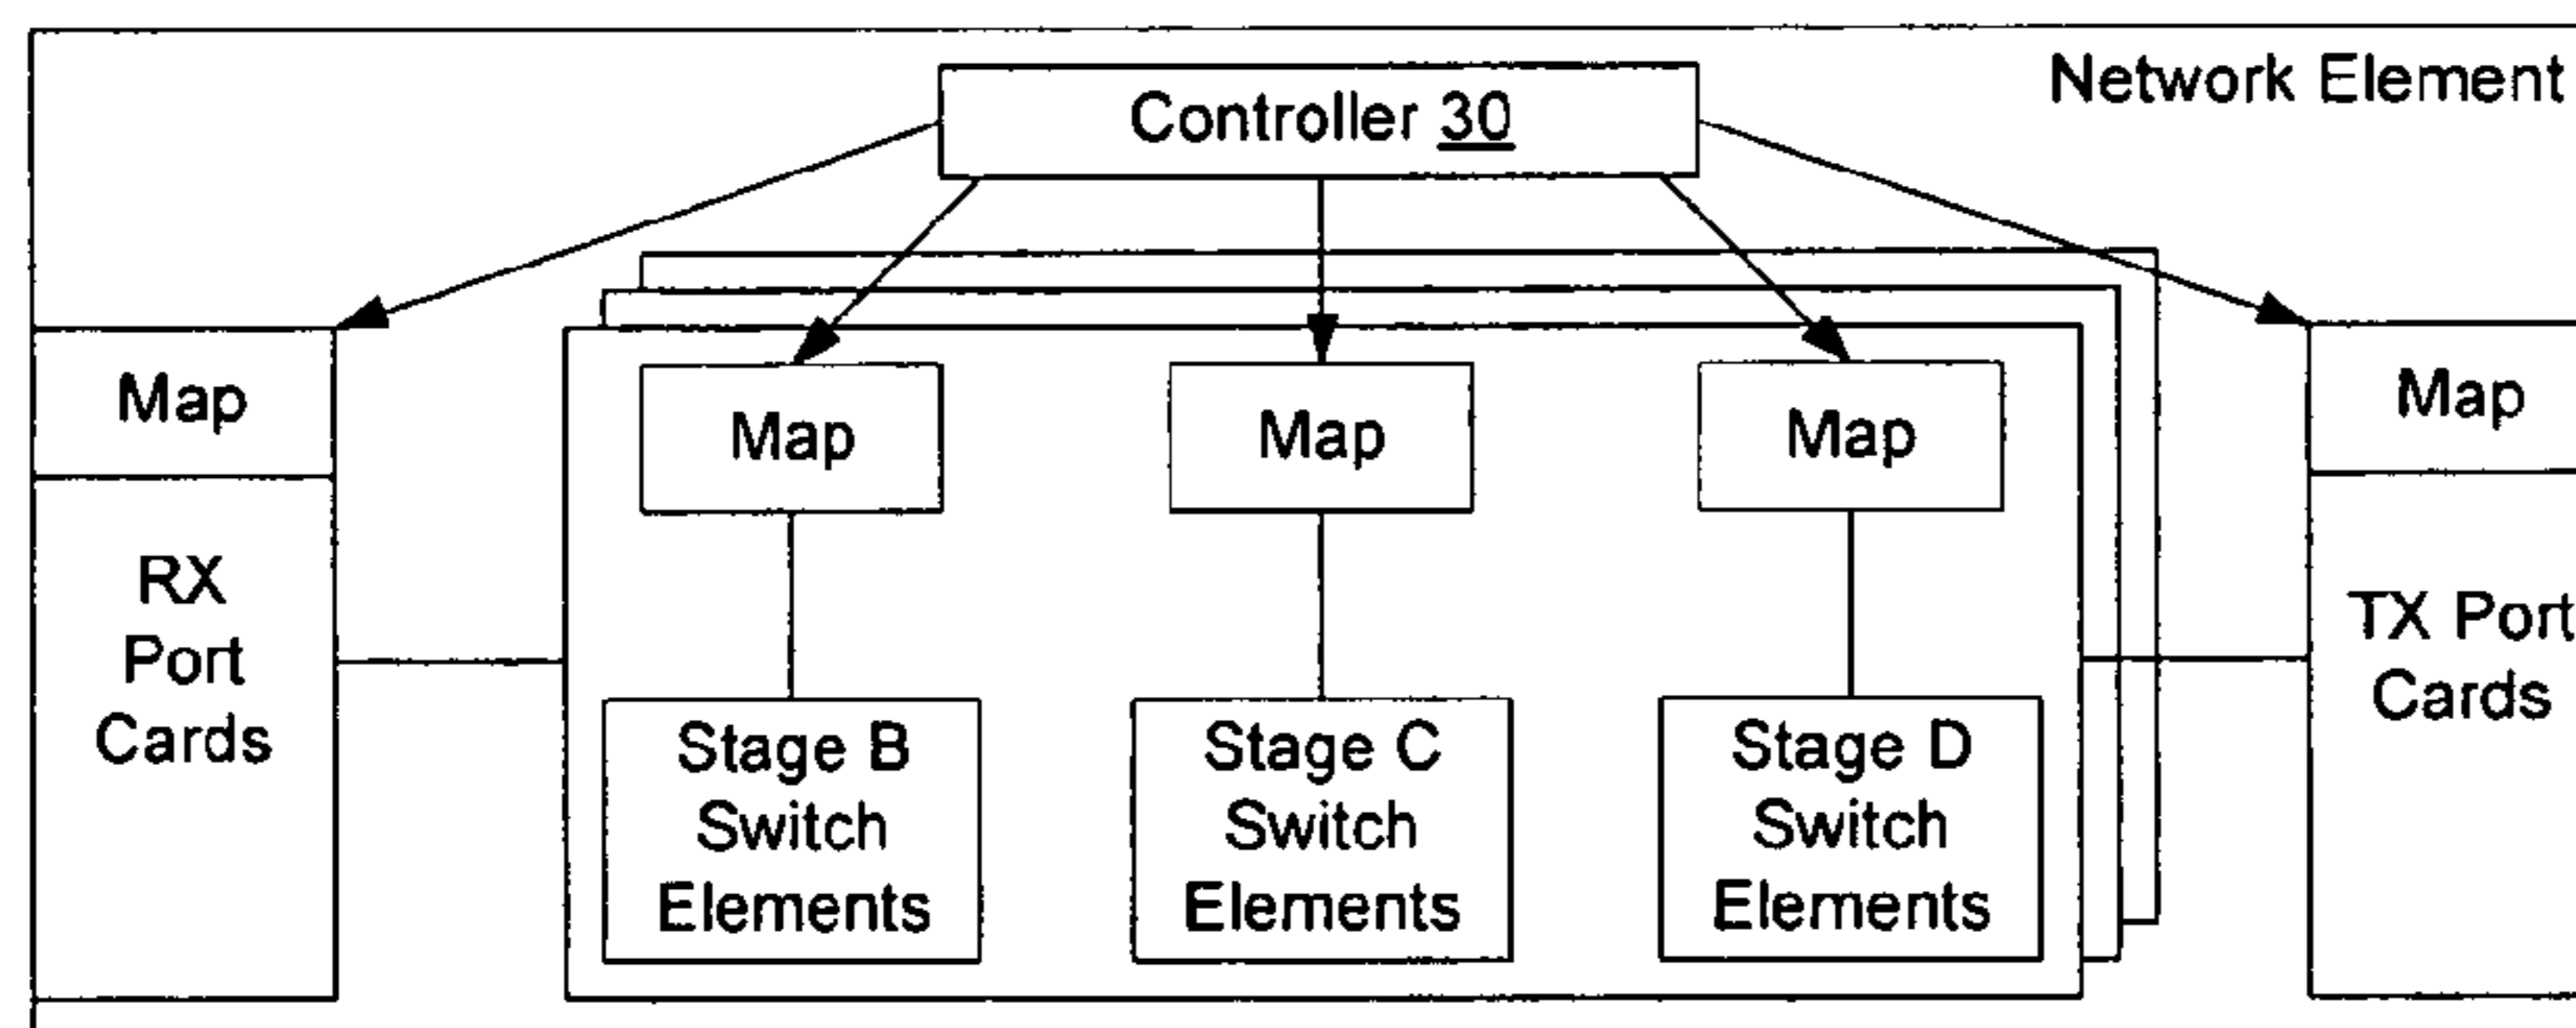 Network Element
Controller 30
Map
Map
Map
Map
Map
RX
Port
Cards
TX Port
Cards
Stage B
Switch
Elements
Stage C
Switch
Elements
Stage D
Switch
Elements